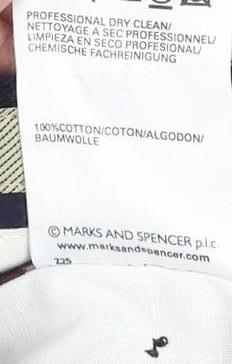 PROFESSIONAL DRY CLEAN/
NETTOYAGE A SEC PROFESSIONNEL/
LIMPIEZA EN SECO PROFESIONAL/
CHEMISCHE FACHREINIGUNG
100%COTTON/COTON/ALGODON/
BAUMWOLLE
© MARKS AND SPENCER p.l.c.
www.marksandspencer.com
225